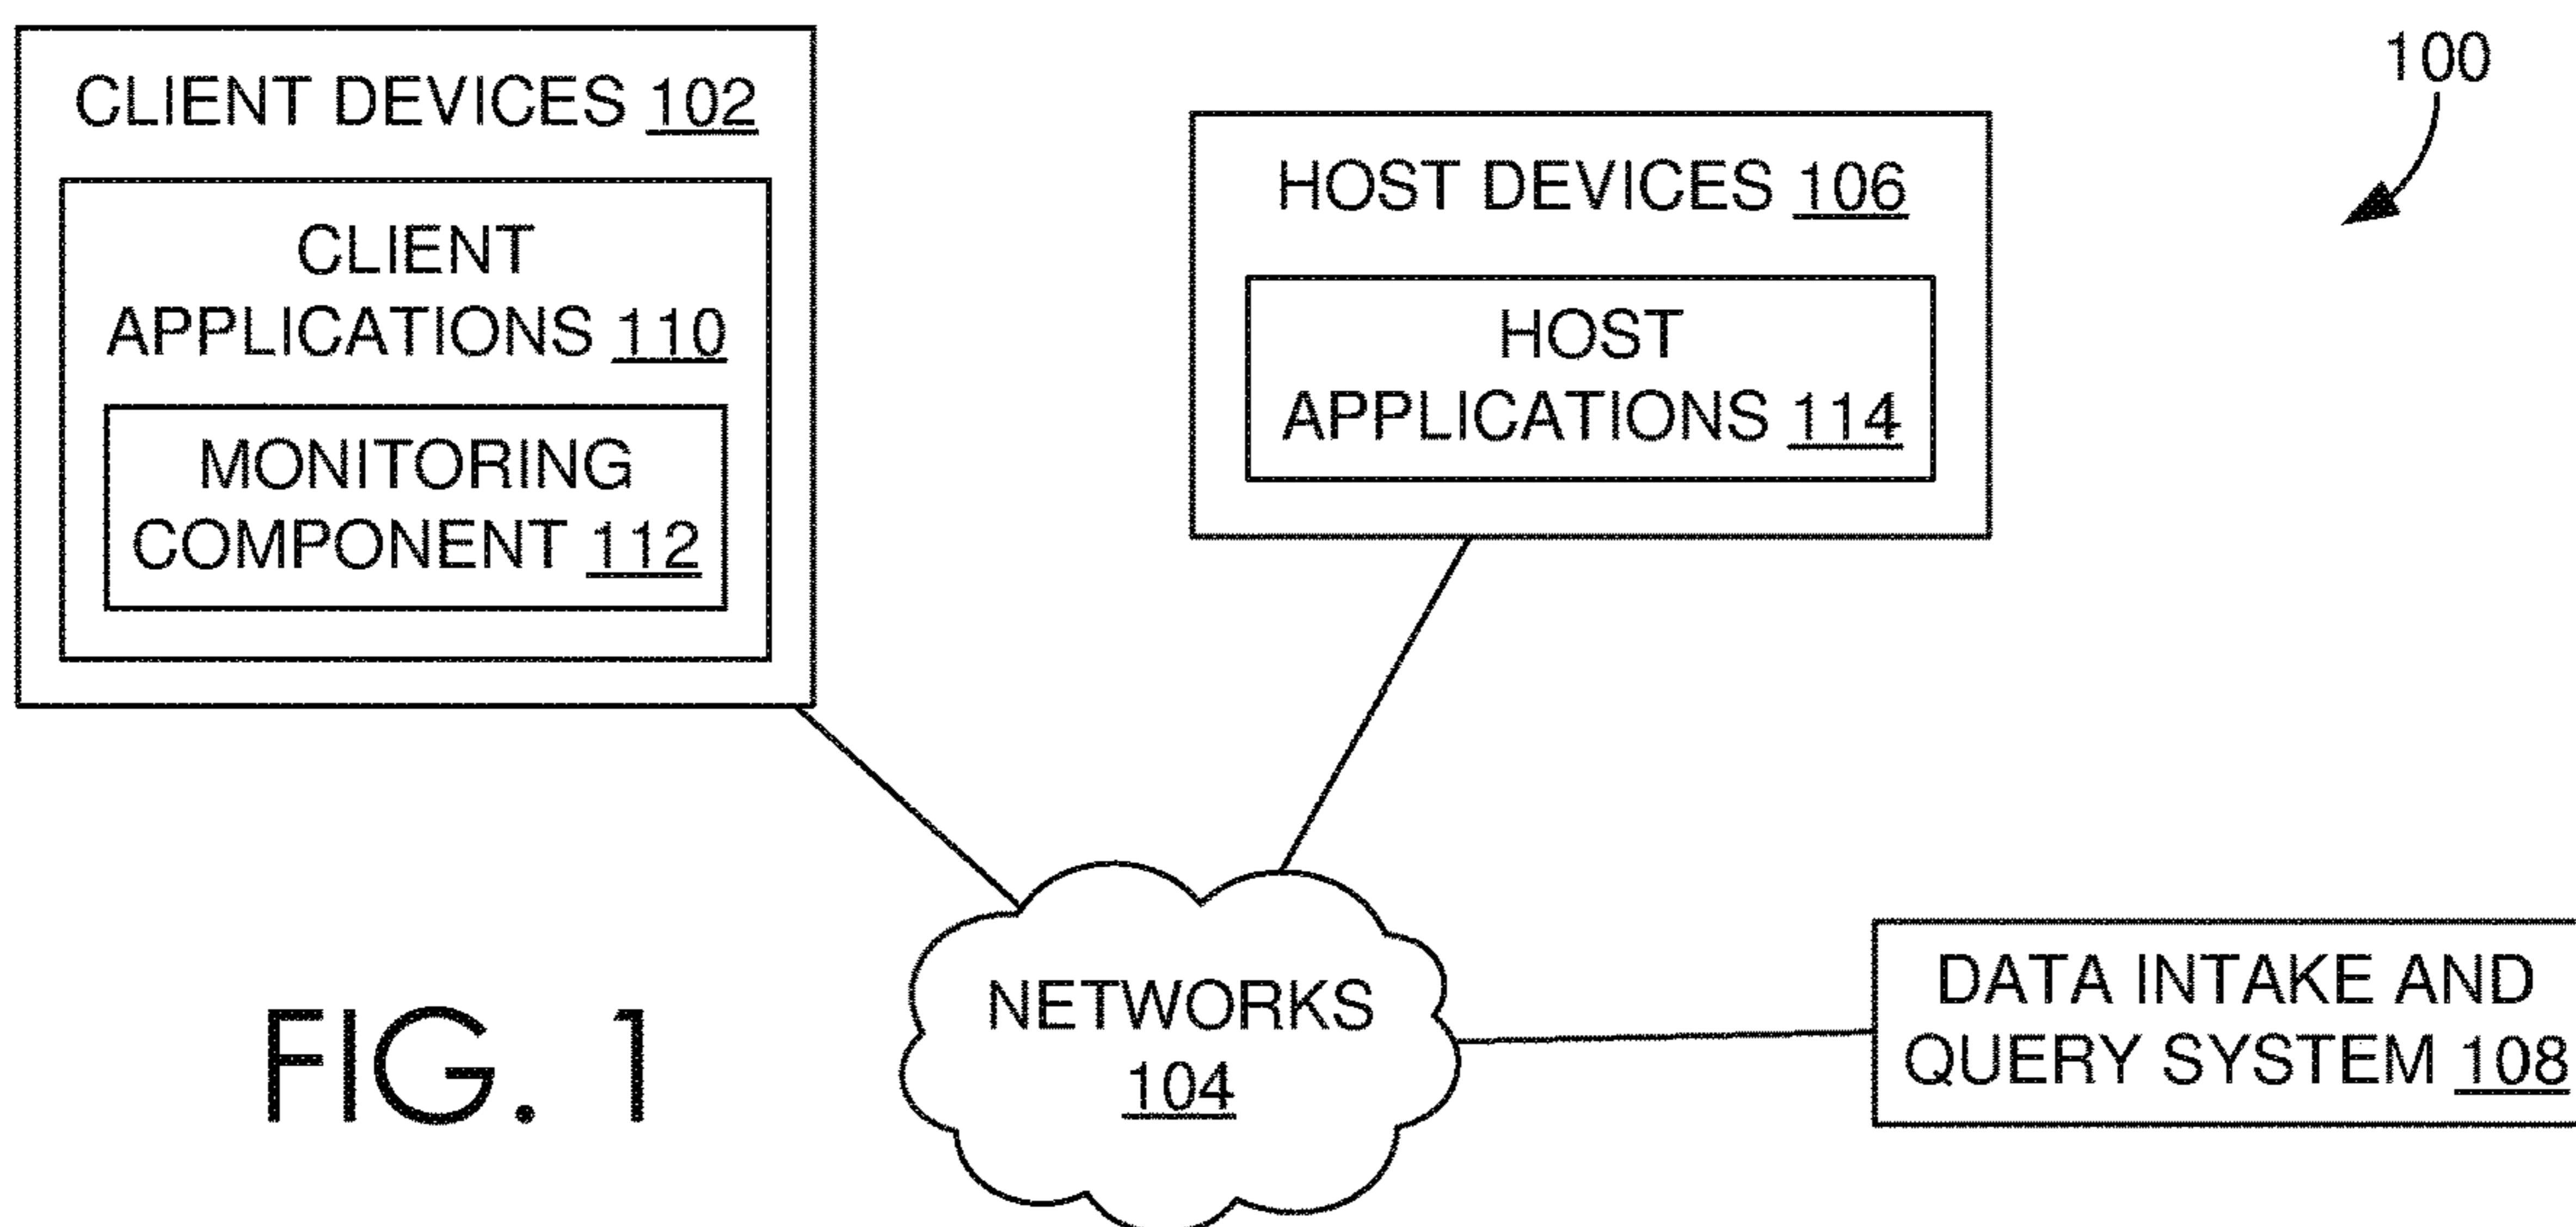 CLIENT DEVICES 102
CLIENT
APPLICATIONS 110
MONITORING
COMPONENT 112
HOST DEVICES 106
HOST
APPLICATIONS 114
100
NETWORKS
104
DATA INTAKE AND
QUERY SYSTEM 108
FIG. 1